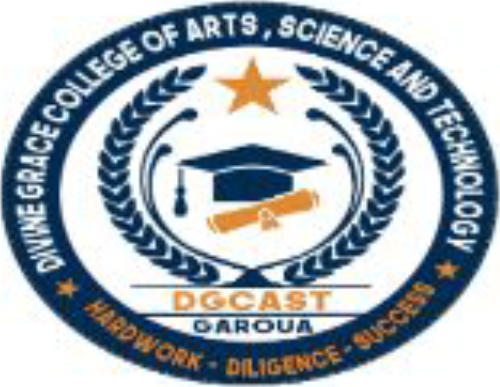 DIVINE GRACE COLLEGE OF ARTS, SCIENCE AND TECHNOLOGY
DGCAST
GAROUA
HARDWORK - DILIGENCE - SUCCESS